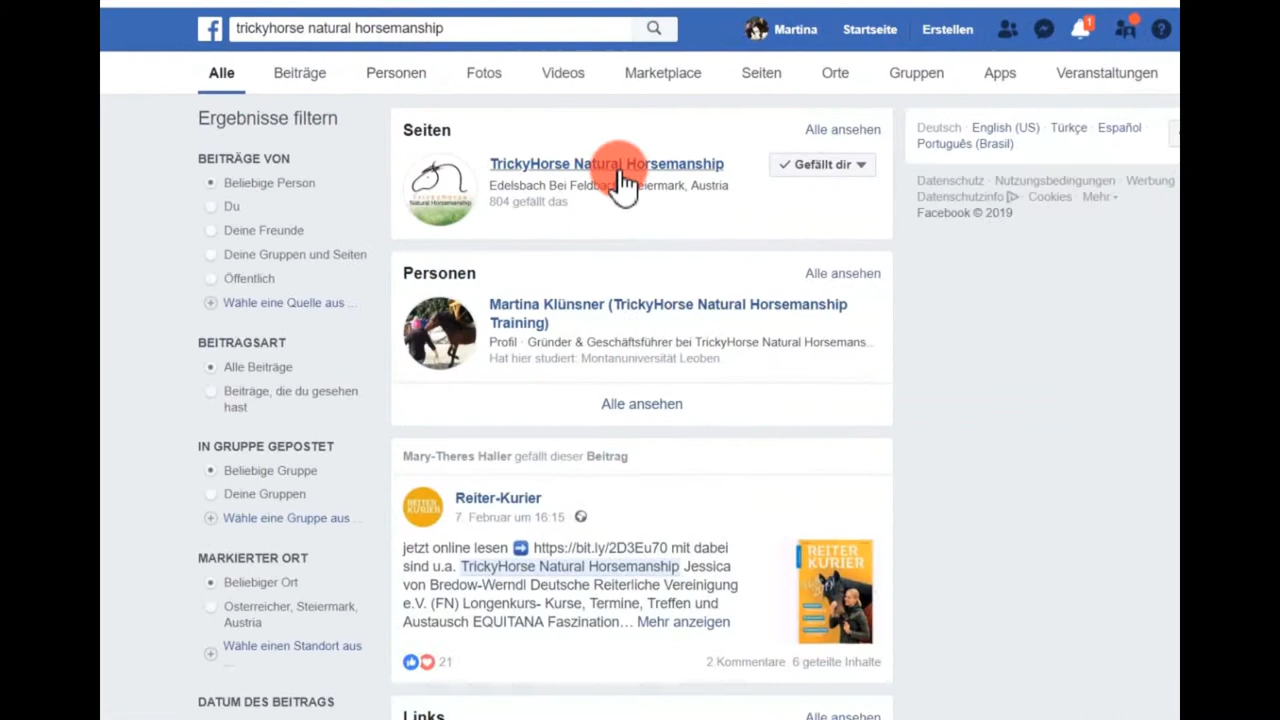 trickyhorse natural horsemanship
Martina
Startseite
Erstellen
1
Alle
Beiträge
Personen
Fotos
Videos
Marketplace
Seiten
Orte
Gruppen
Apps
Veranstaltungen
Ergebnisse filtern
BEITRÄGE VON
Beliebige Person
Du
Deine Freunde
Deine Gruppen und Seiten
Öffentlich
Wähle eine Quelle aus ...
BEITRAGSART
Alle Beiträge
Beiträge, die du gesehen
hast
IN GRUPPE GEPOSTET
Beliebige Gruppe
Deine Gruppen
Wähle eine Gruppe aus ...
MARKIERTER ORT
Beliebiger Ort
Österreicher, Steiermark,
Austria
Wähle einen Standort aus
...
DATUM DES BEITRAGS
Seiten
Alle ansehen
TrickyHorse Natural Horsemanship
Gefällt dir
Edelsbach Bei Feldbach, Steiermark, Austria
804 gefällt das
Personen
Alle ansehen
Martina Klünsner (TrickyHorse Natural Horsemanship
Training)
Profil · Gründer & Geschäftsführer bei TrickyHorse Natural Horsemans...
Hat hier studiert: Montanuniversität Leoben
Alle ansehen
Mary-Theres Haller gefällt dieser Beitrag
REITER
KURIER
Reiter-Kurier
7. Februar um 16:15
jetzt online lesen ➡ https://bit.ly/2D3Eu70 mit dabei
sind u.a. TrickyHorse Natural Horsemanship Jessica
von Bredow-Werndl Deutsche Reiterliche Vereinigung
e.V. (FN) Longenkurs- Kurse, Termine, Treffen und
Austausch EQUITANA Faszination… Mehr anzeigen
REITER
KURIER
21
2 Kommentare 6 geteilte Inhalte
Links
Alle ansehen
Deutsch · English (US) · Türkçe · Español ·
Português (Brasil)
Datenschutz · Nutzungsbedingungen · Werbung
Datenschutzinfo · Cookies · Mehr
Facebook © 2019